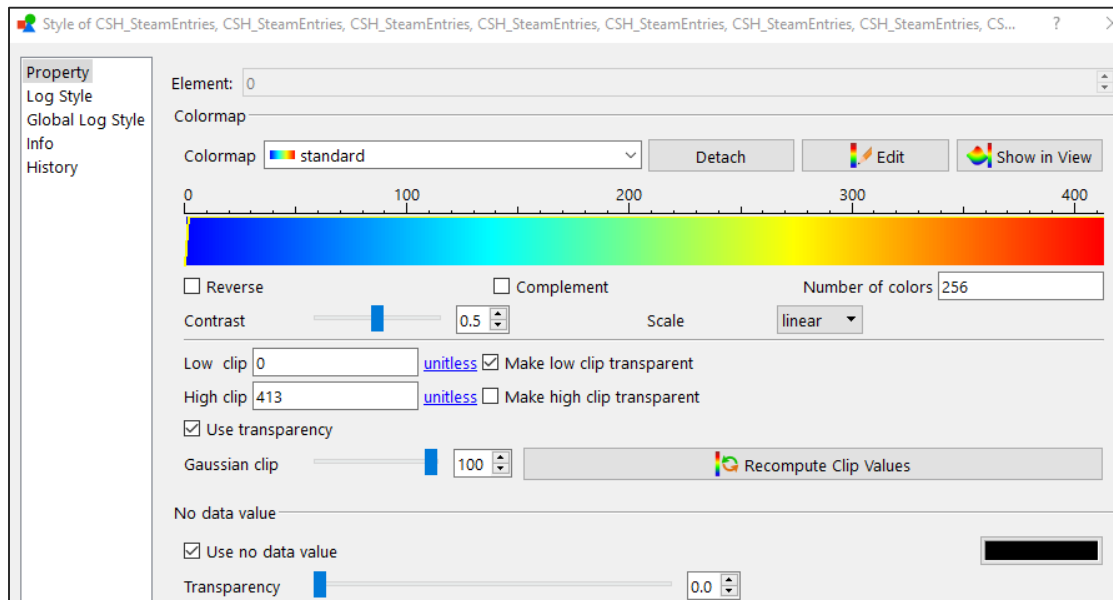 Style of CSH_SteamEntries, CSH_SteamEntries, CSH_SteamEntries, CSH_SteamEntries, CSH_SteamEntries, CSH_SteamEntries, CSH_SteamEntries, CS... ?
Property
Log Style
Global Log Style
Info
History
Element: 0
Colormap
Colormap standard Detach Edit Show in View
0 100 200 300 400
Reverse Complement Number of colors 256
Contrast 0.5 Scale linear
Low clip 0 unitless Make low clip transparent
High clip 413 unitless Make high clip transparent
Use transparency
Gaussian clip 100 Recompute Clip Values
No data value
Use no data value
Transparency 0.0